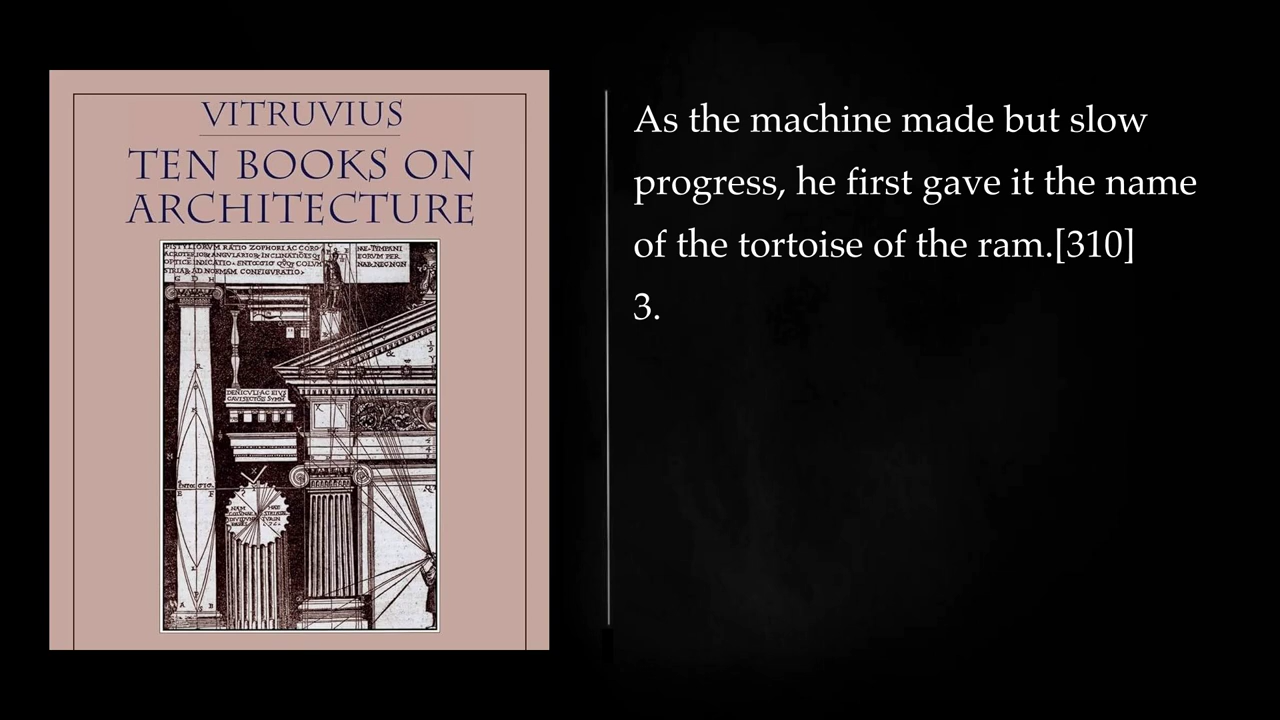 VITRUVIUS
TEN BOOKS ON
ARCHITECTURE
As the machine made but slow
progress, he first gave it the name
of the tortoise of the ram.[310]
3.